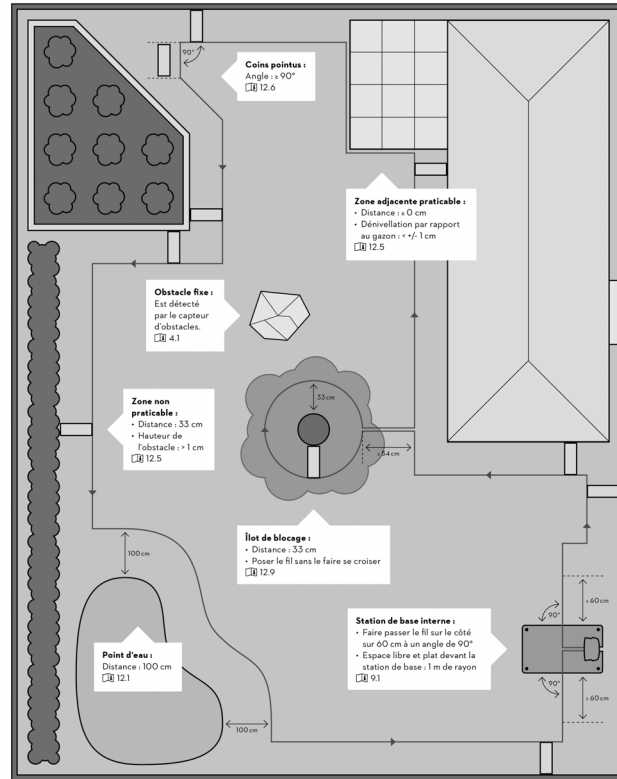 90°
Coins pointus :
Angle : ≥ 90°
12.6
Zone adjacente praticable :
• Distance : ≥ 0 cm
• Dénivellation par rapport
au gazon : < +/- 1 cm
12.5
Obstacle fixe :
Est détecté
par le capteur
d'obstacles.
4.1
33 cm
Zone non
praticable :
• Distance : 33 cm
• Hauteur de
l'obstacle : > 1 cm
12.5
≥ 54 cm
Îlot de blocage :
• Distance : 33 cm
• Poser le fil sans le faire se croiser
12.9
100 cm
≥ 60 cm
90°
Station de base interne :
• Faire passer le fil sur le côté
sur 60 cm à un angle de 90°
• Espace libre et plat devant la
station de base : 1 m de rayon
9.1
Point d'eau :
Distance : 100 cm
12.1
90°
≥ 60 cm
100 cm